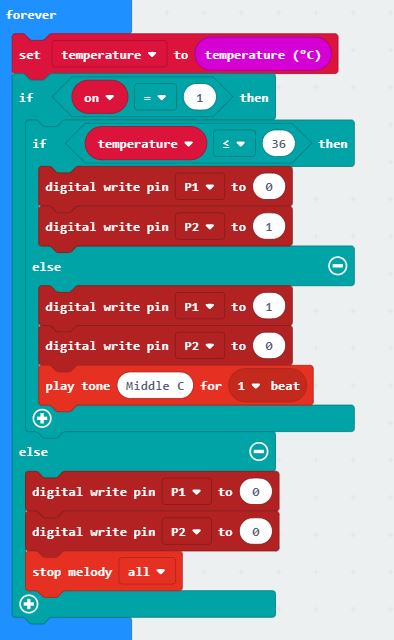 forever
set temperature to temperature (°C)
if on = 1 then
if temperature ≤ 36 then
digital write pin P1 to 0
digital write pin P2 to 1
else
digital write pin P1 to 1
digital write pin P2 to 0
play tone Middle C for 1 beat
else
digital write pin P1 to 0
digital write pin P2 to 0
stop melody all